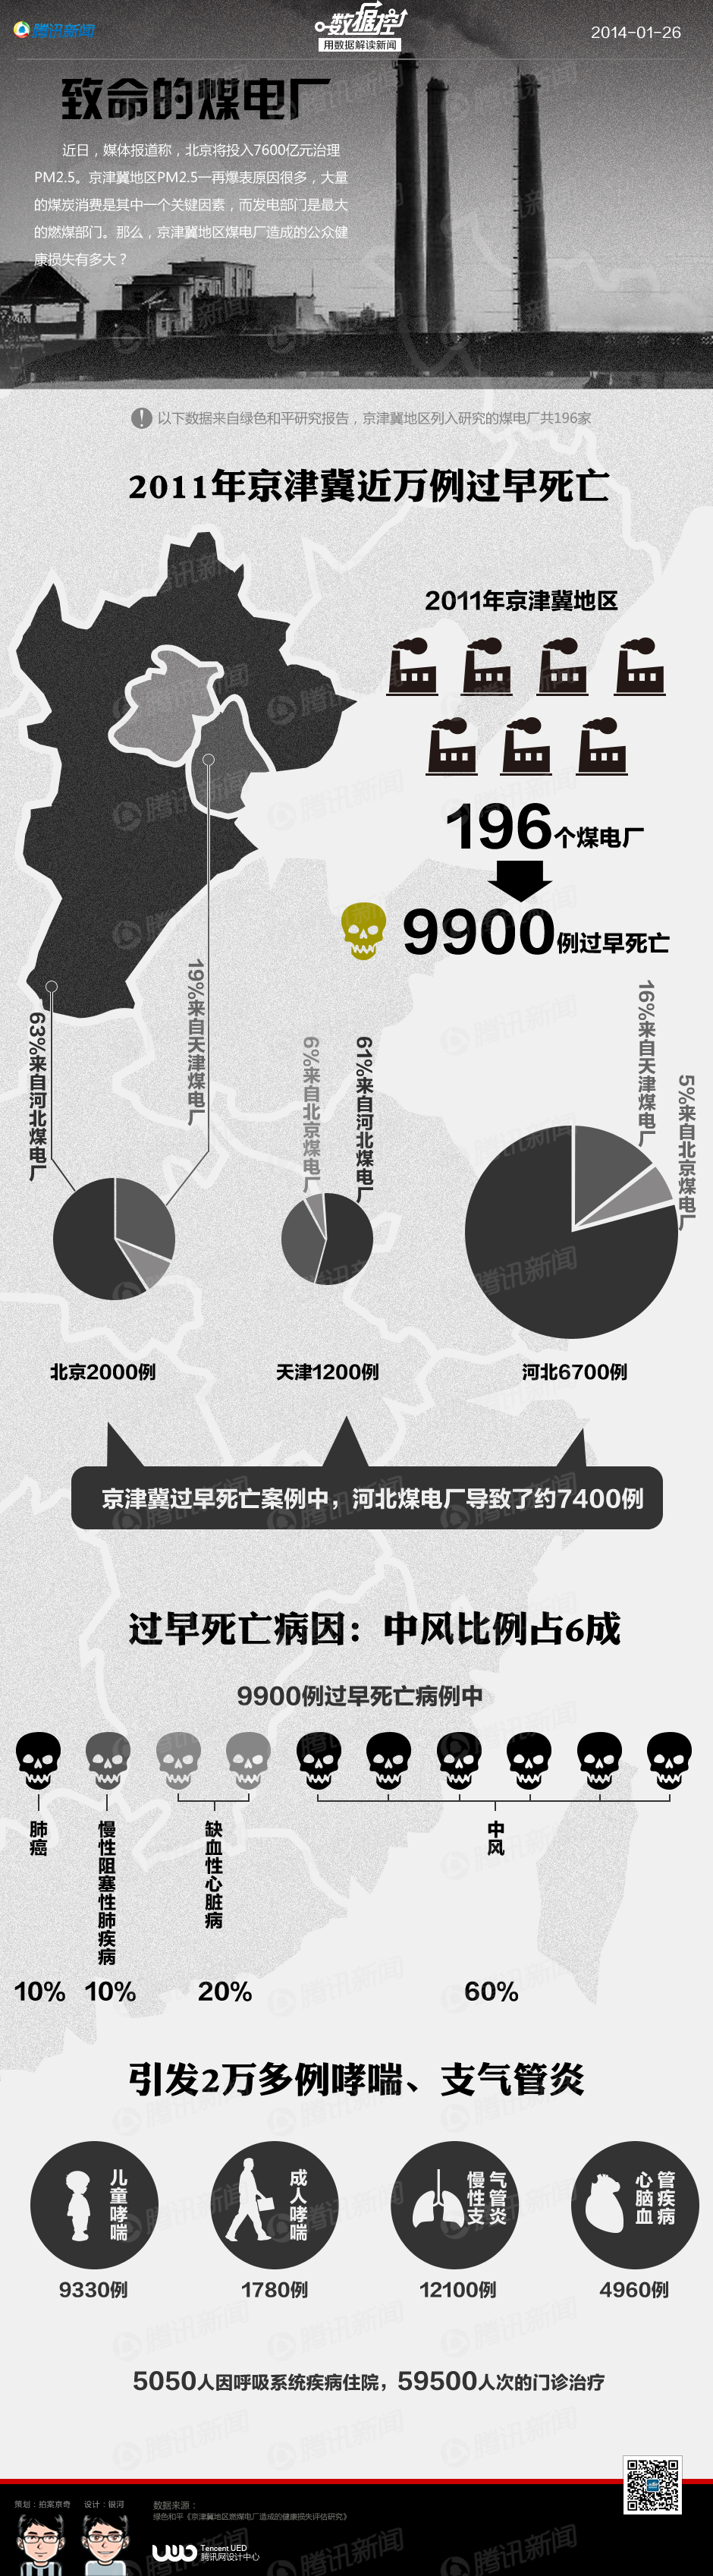 腾讯新闻
数据控
用数据解读新闻
2014-01-26
致命的煤电厂
近日，媒体报道称，北京将投入7600亿元治理
PM2.5。京津冀地区PM2.5一再爆表原因很多，大量
的煤炭消费是其中一个关键因素，而发电部门是最大
的燃煤部门。那么，京津冀地区煤电厂造成的公众健
康损失有多大？
以下数据来自绿色和平研究报告，京津冀地区列入研究的煤电厂共196家
2011年京津冀近万例过早死亡
2011年京津冀地区
196个煤电厂
9900例过早死亡
63%来自河北煤电厂
19%来自天津煤电厂
6%来自北京煤电厂
61%来自河北煤电厂
16%来自天津煤电厂
5%来自北京煤电厂
北京2000例
天津1200例
河北6700例
京津冀过早死亡案例中，河北煤电厂导致了约7400例
过早死亡病因：中风比例占6成
9900例过早死亡病例中
肺癌
慢性阻塞性肺疾病
缺血性心脏病
中风
10%
10%
20%
60%
引发2万多例哮喘、支气管炎
儿童哮喘
成人哮喘
慢性支
气管炎
心脑血
管疾病
9330例
1780例
12100例
4960例
5050人因呼吸系统疾病住院，59500人次的门诊治疗
策划：拍案京奇
设计：银河
数据来源：
绿色和平《京津冀地区燃煤电厂造成的健康损失评估研究》
Tencent UED
腾讯网设计中心